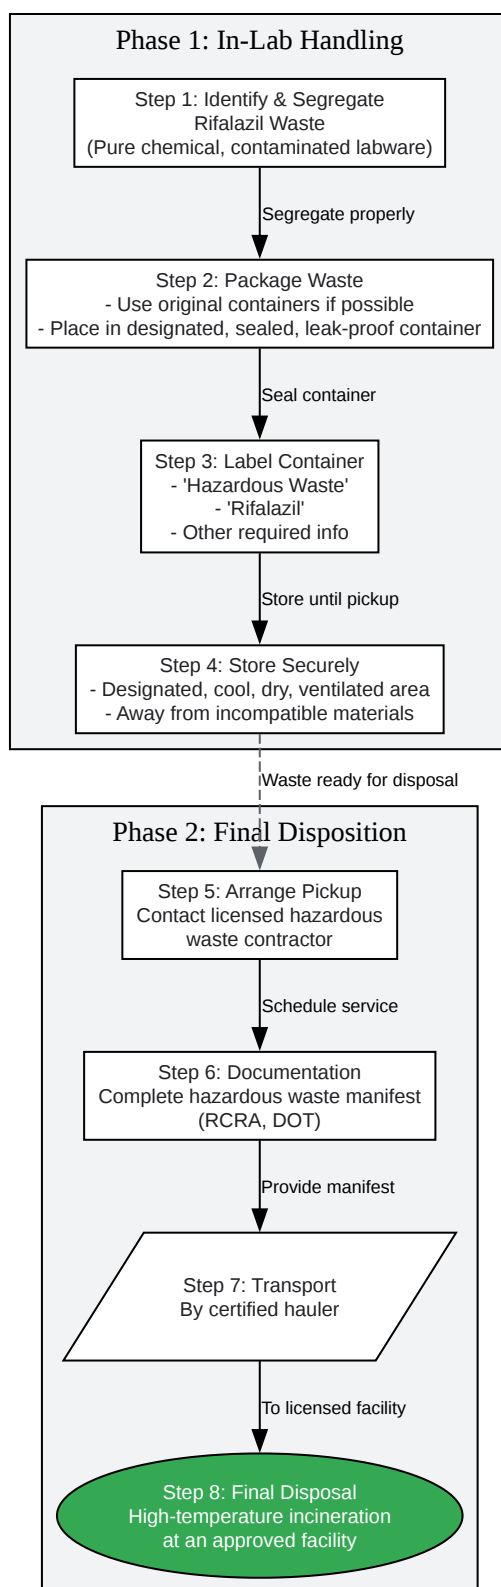 Phase 1: In-Lab Handling
Step 1: Identify & Segregate
Rifalazil Waste
(Pure chemical, contaminated labware)
Segregate properly
Step 2: Package Waste
- Use original containers if possible
- Place in designated, sealed, leak-proof container
Seal container
Step 3: Label Container
- 'Hazardous Waste'
- 'Rifalazil'
- Other required info
Store until pickup
Step 4: Store Securely
- Designated, cool, dry, ventilated area
- Away from incompatible materials
Waste ready for disposal
Phase 2: Final Disposition
Step 5: Arrange Pickup
Contact licensed hazardous
waste contractor
Schedule service
Step 6: Documentation
Complete hazardous waste manifest
(RCRA, DOT)
Provide manifest
Step 7: Transport
By certified hauler
To licensed facility
Step 8: Final Disposal
High-temperature incineration
at an approved facility